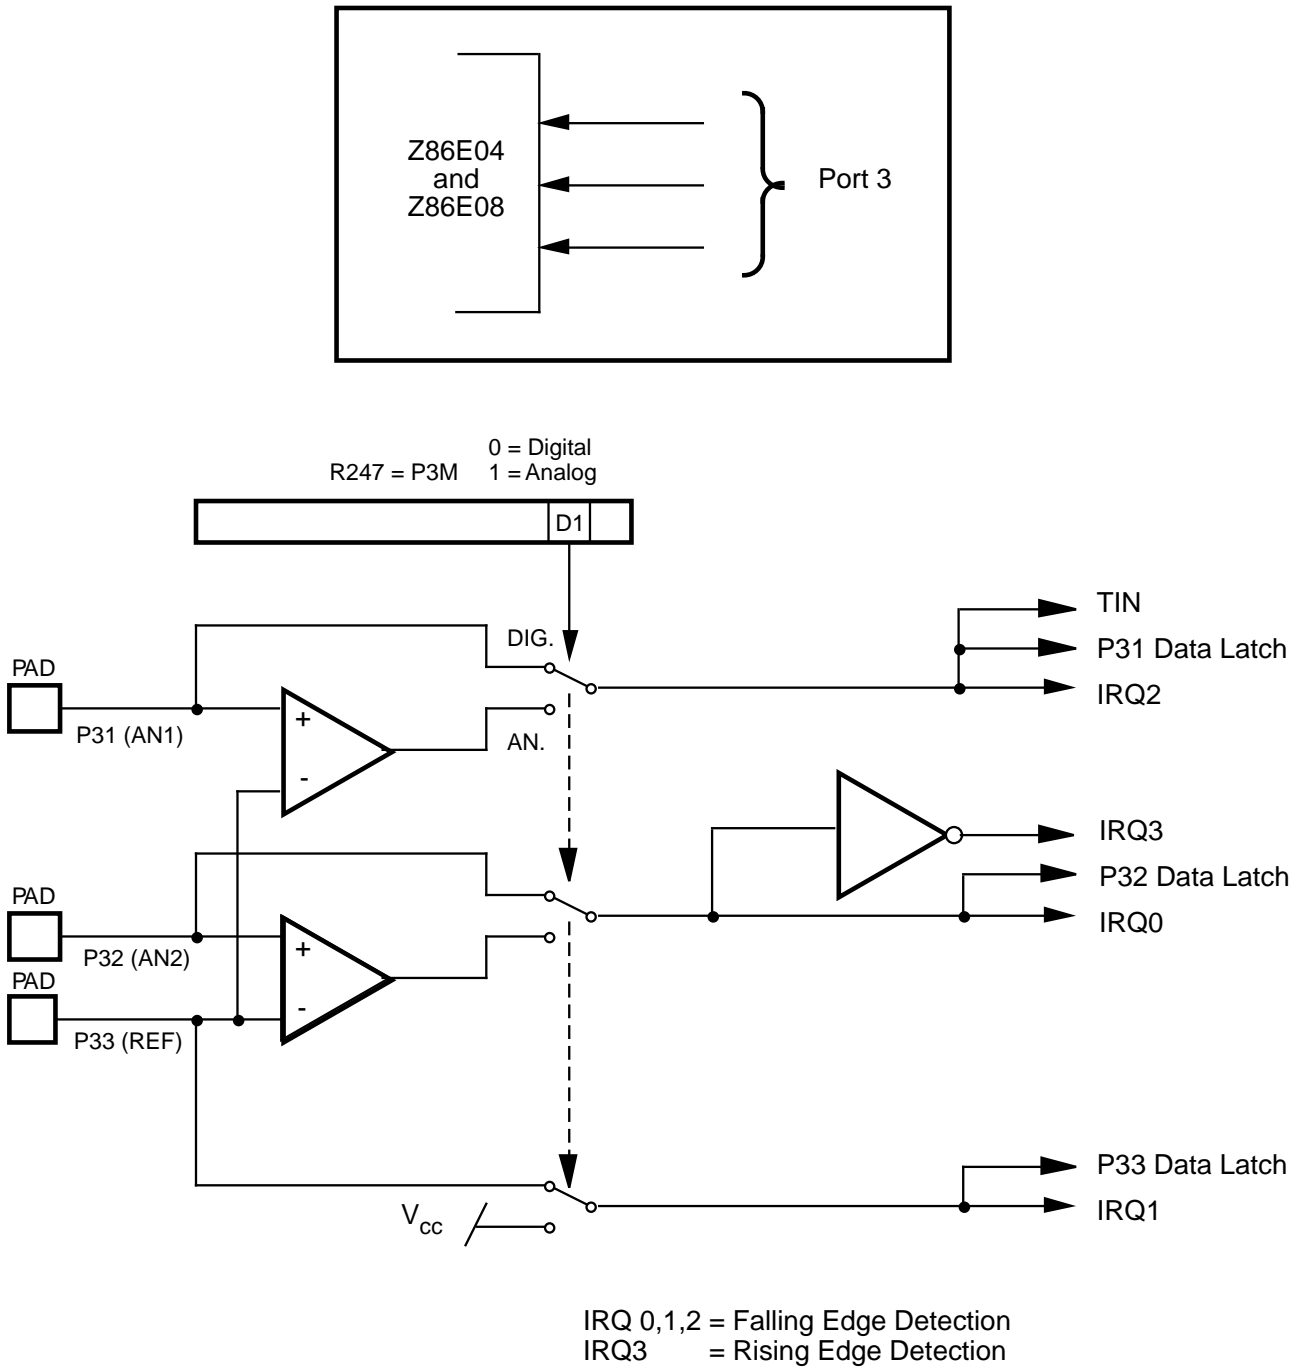 Z86E04
and
Z86E08
Port 3
0 = Digital
R247 = P3M 1 = Analog
D1
TIN
DIG.
P31 Data Latch
PAD
IRQ2
+
P31 (AN1)
AN.
-
IRQ3
P32 Data Latch
PAD
IRQ0
+
P32 (AN2)
PAD
-
P33 (REF)
P33 Data Latch
Vcc
IRQ1
IRQ 0,1,2 = Falling Edge Detection
IRQ3 = Rising Edge Detection